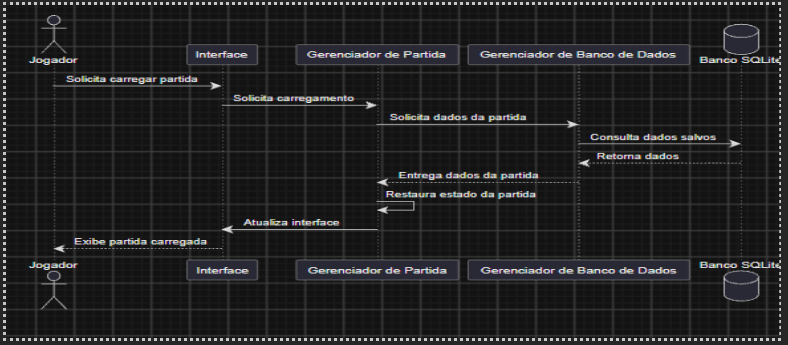 Jogador
Interface
Gerenciador de Partida
Gerenciador de Banco de Dados
Banco SQLite
Solicita carregar partida
Solicita carregamento
Solicita dados da partida
Consulta dados salvos
Retorna dados
Entrega dados da partida
Restaura estado da partida
Atualiza interface
Exibe partida carregada
Jogador
Interface
Gerenciador de Partida
Gerenciador de Banco de Dados
Banco SQLite